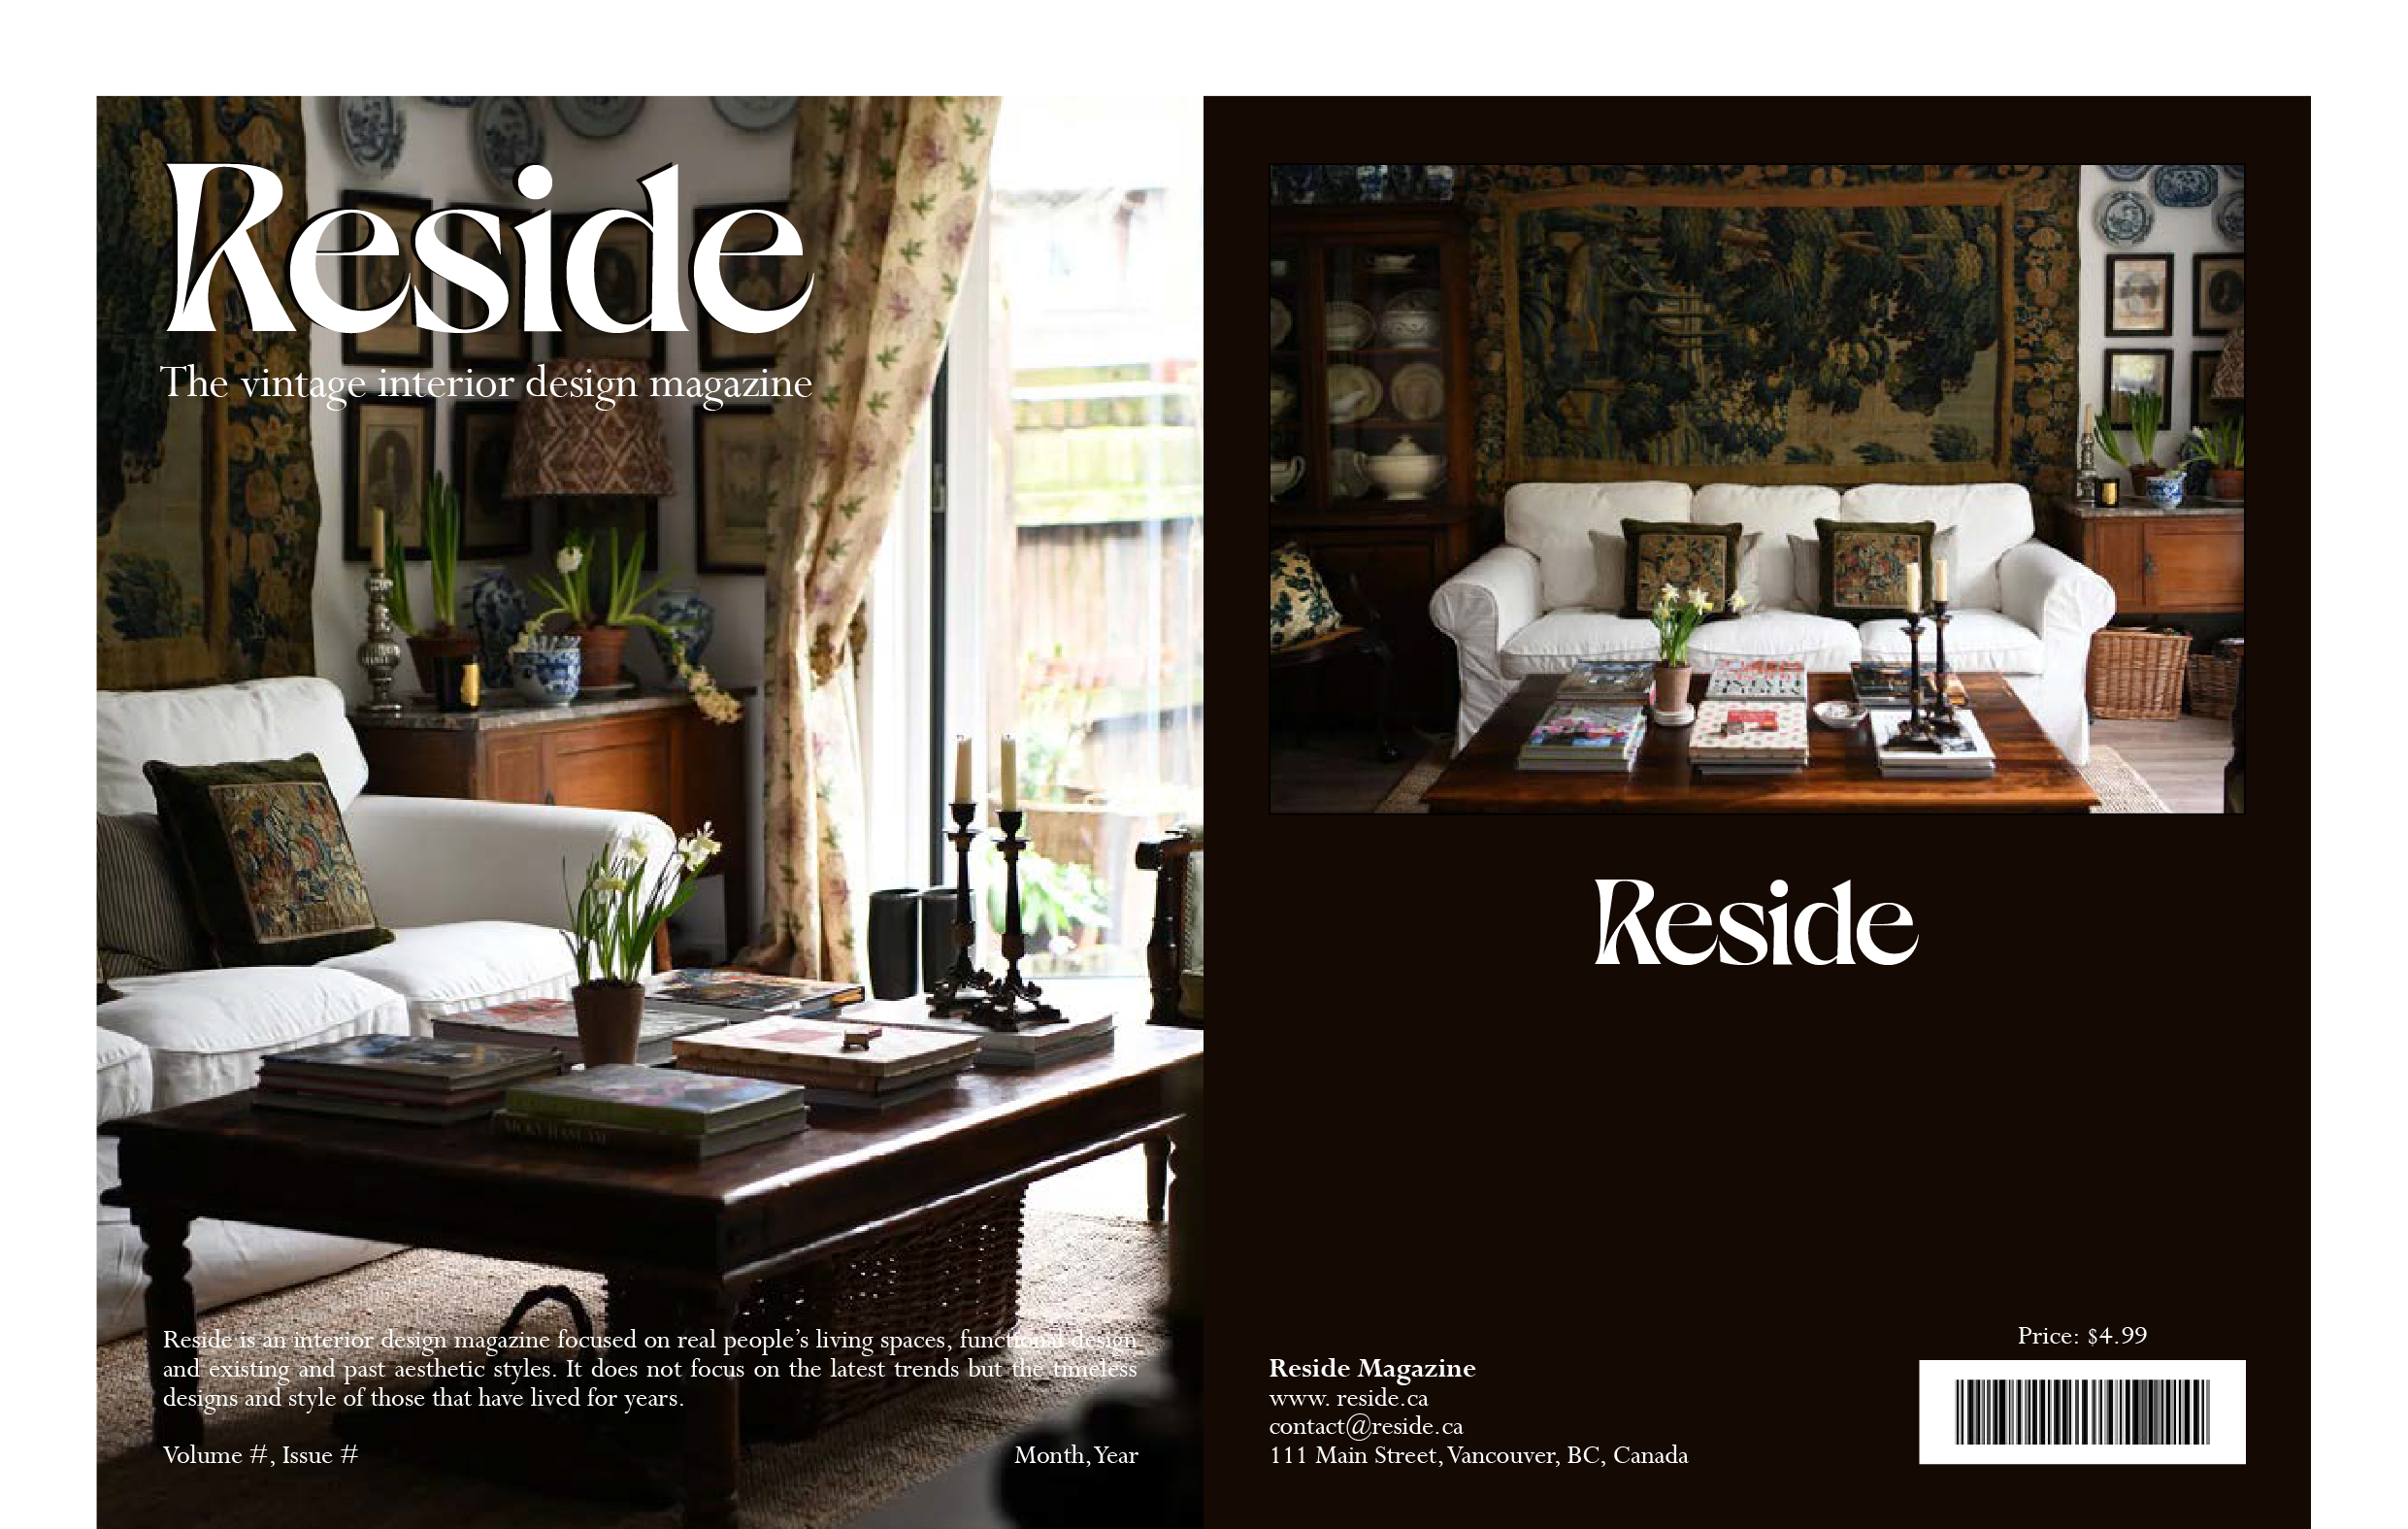 Reside
The vintage interior design magazine
Reside is an interior design magazine focused on real people’s living spaces, functional design
and existing and past aesthetic styles. It does not focus on the latest trends but the timeless
designs and style of those that have lived for years.
Volume #, Issue #
Month, Year
Reside
Price: $4.99
Reside Magazine
www. reside.ca
contact@reside.ca
111 Main Street, Vancouver, BC, Canada